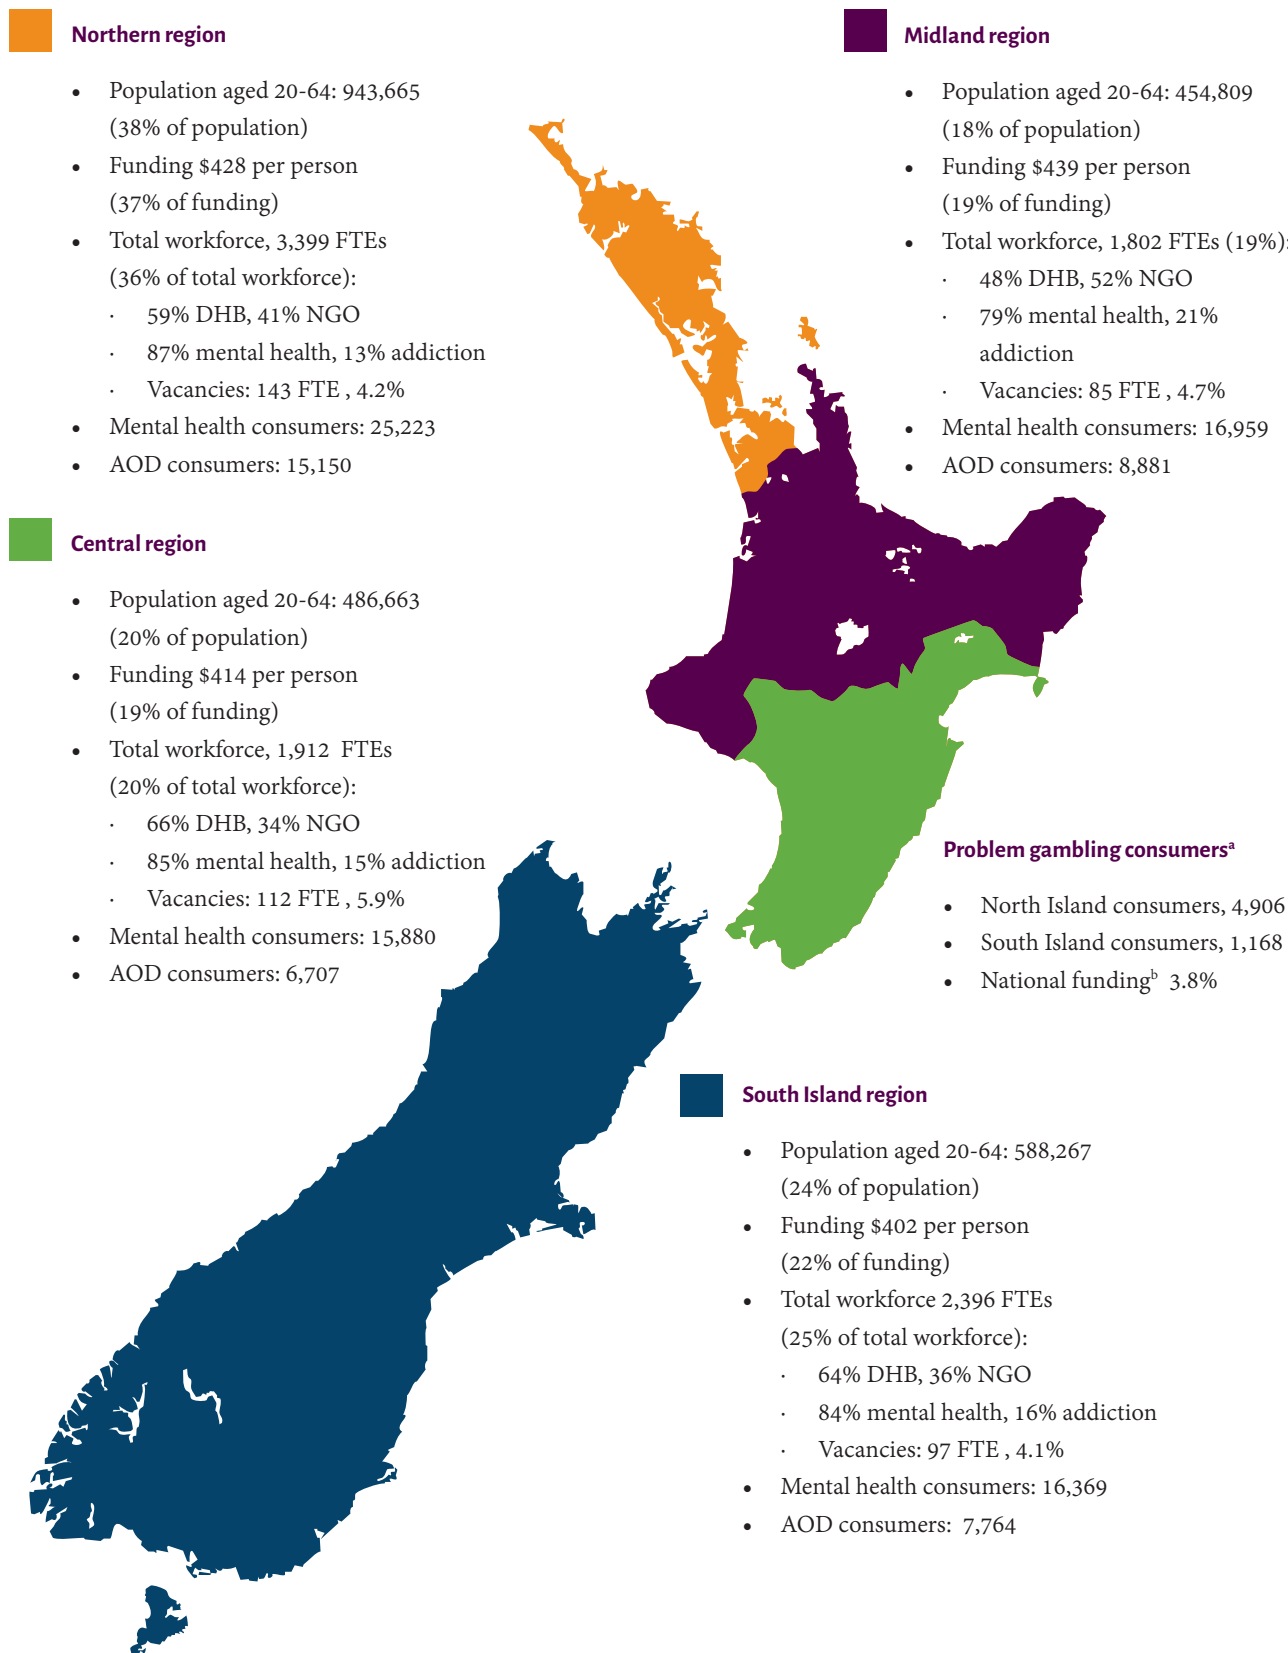 Northern region
• Population aged 20-64: 943,665
(38% of population)
• Funding $428 per person
(37% of funding)
• Total workforce, 3,399 FTEs
(36% of total workforce):
· 59% DHB, 41% NGO
· 87% mental health, 13% addiction
· Vacancies: 143 FTE , 4.2%
• Mental health consumers: 25,223
• AOD consumers: 15,150
Midland region
• Population aged 20-64: 454,809
(18% of population)
• Funding $439 per person
(19% of funding)
• Total workforce, 1,802 FTEs (19%):
· 48% DHB, 52% NGO
· 79% mental health, 21%
addiction
· Vacancies: 85 FTE , 4.7%
• Mental health consumers: 16,959
• AOD consumers: 8,881
Central region
• Population aged 20-64: 486,663
(20% of population)
• Funding $414 per person
(19% of funding)
• Total workforce, 1,912 FTEs
(20% of total workforce):
· 66% DHB, 34% NGO
· 85% mental health, 15% addiction
· Vacancies: 112 FTE , 5.9%
• Mental health consumers: 15,880
• AOD consumers: 6,707
Problem gambling consumersᵃ
• North Island consumers, 4,906
• South Island consumers, 1,168
• National fundingᵇ 3.8%
South Island region
• Population aged 20-64: 588,267
(24% of population)
• Funding $402 per person
(22% of funding)
• Total workforce 2,396 FTEs
(25% of total workforce):
· 64% DHB, 36% NGO
· 84% mental health, 16% addiction
· Vacancies: 97 FTE , 4.1%
• Mental health consumers: 16,369
• AOD consumers: 7,764